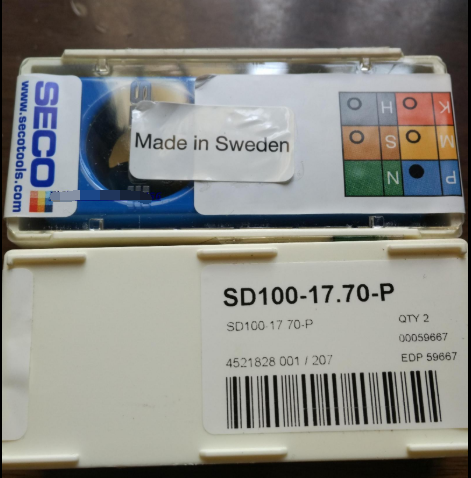 SECO
www.secotools.com
Made in Sweden
H K
S M
N P
SD100-17.70-P
SD100-17 70-P
QTY 2
00059667
4521828 001 / 207
EDP 59667